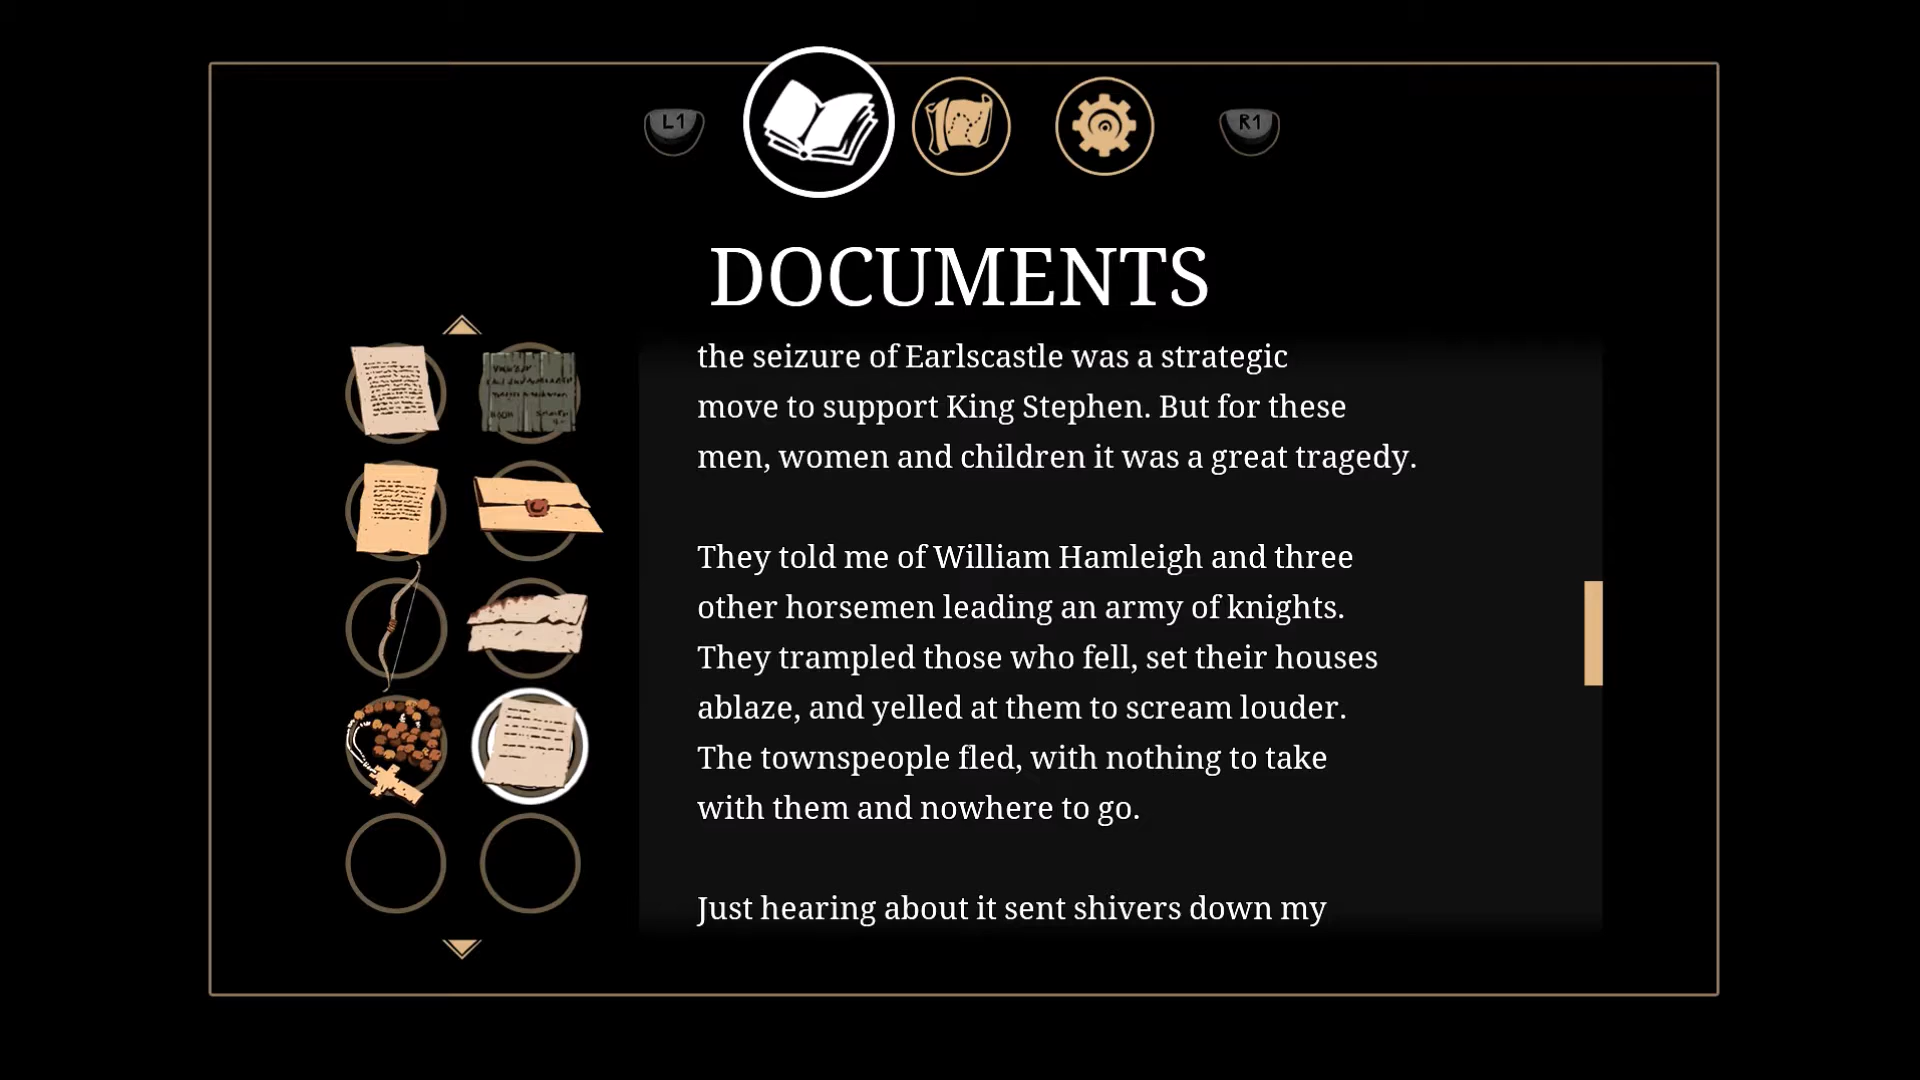 L1
R1
DOCUMENTS
the seizure of Earlscastle was a strategic
move to support King Stephen. But for these
men, women and children it was a great tragedy.
They told me of William Hamleigh and three
other horsemen leading an army of knights.
They trampled those who fell, set their houses
ablaze, and yelled at them to scream louder.
The townspeople fled, with nothing to take
with them and nowhere to go.
Just hearing about it sent shivers down my